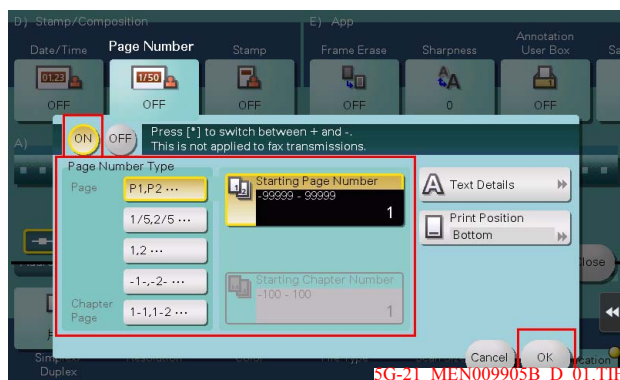 D) Stamp/Composition
E) App
Date/Time
Page Number
Stamp
Frame Erase
Sharpness
Annotation
User Box
Sa
OFF
OFF
OFF
OFF
0
OFF
A)
ON
OFF
Press [*] to switch between + and -.
This is not applied to fax transmissions.
Page Number Type
Page
P1,P2 ···
1/5,2/5 ···
1,2 ···
-1-,-2- ···
Chapter
Page
1-1,1-2 ···
Starting Page Number
-99999 - 99999
1
Starting Chapter Number
-100 - 100
1
Text Details
Print Position
Bottom
lose
Cancel
OK
cation
Duplex
5G-21_MEN009905B_D_01.TIF